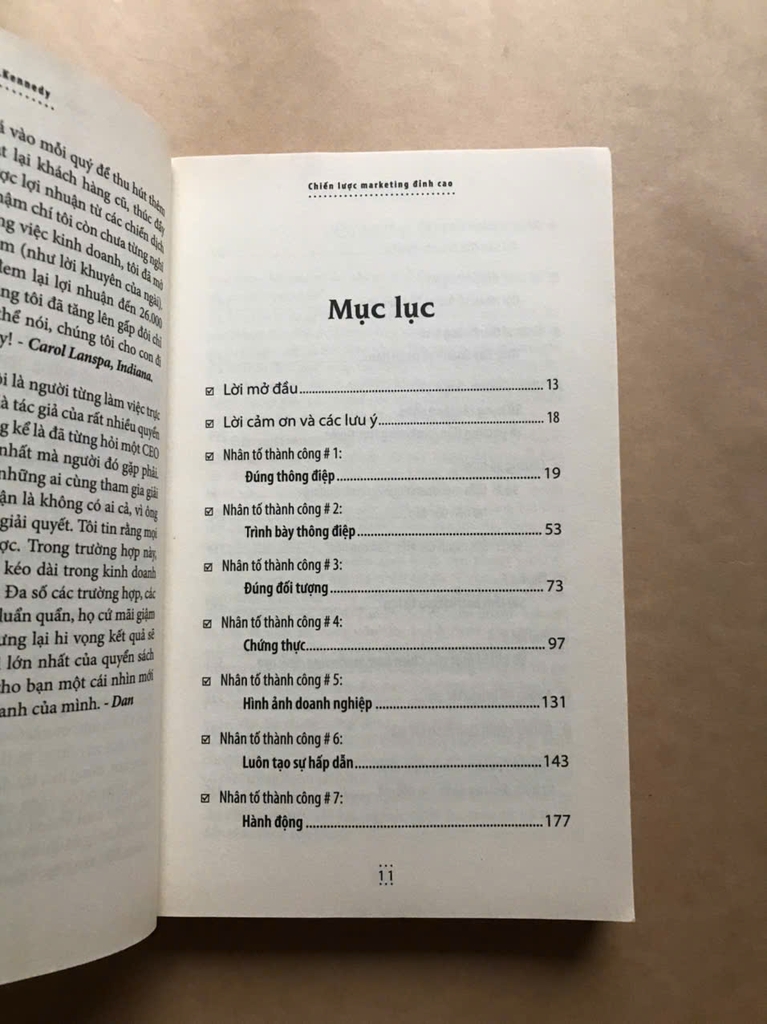 Kennedy
vào mỗi quý để thu hút thêm
lại khách hàng cũ, thúc đẩy
lợi nhuận từ các chiến dịch
chí tôi còn chưa từng nghĩ
việc kinh doanh, tôi đã mở
(như lời khuyên của ngài),
đem lại lợi nhuận đến 26.000
tôi đã tăng lên gấp đôi chỉ
thể nói, chúng tôi cho con đi
- Carol Lanspa, Indiana.
là người từng làm việc trực
tác giả của rất nhiều quyển
kể là đã từng hỏi một CEO
nhất mà người đó gặp phải.
những ai cùng tham gia giải
là không có ai cả, vì ông
giải quyết. Tôi tin rằng mọi
Trong trường hợp này,
kéo dài trong kinh doanh
Đa số các trường hợp, các
luẩn quẩn, họ cứ mãi giậm
lại hi vọng kết quả sẽ
lớn nhất của quyển sách
cho bạn một cái nhìn mới
của mình. - Dan
Chiến lược marketing đỉnh cao
Mục lục
☑ Lời mở đầu 13
☑ Lời cảm ơn và các lưu ý 18
☑ Nhân tố thành công # 1:
Đúng thông điệp 19
☑ Nhân tố thành công # 2:
Trình bày thông điệp 53
☑ Nhân tố thành công # 3:
Đúng đối tượng 73
☑ Nhân tố thành công # 4:
Chứng thực 97
☑ Nhân tố thành công # 5:
Hình ảnh doanh nghiệp 131
☑ Nhân tố thành công # 6:
Luôn tạo sự hấp dẫn 143
☑ Nhân tố thành công # 7:
Hành động 177
11